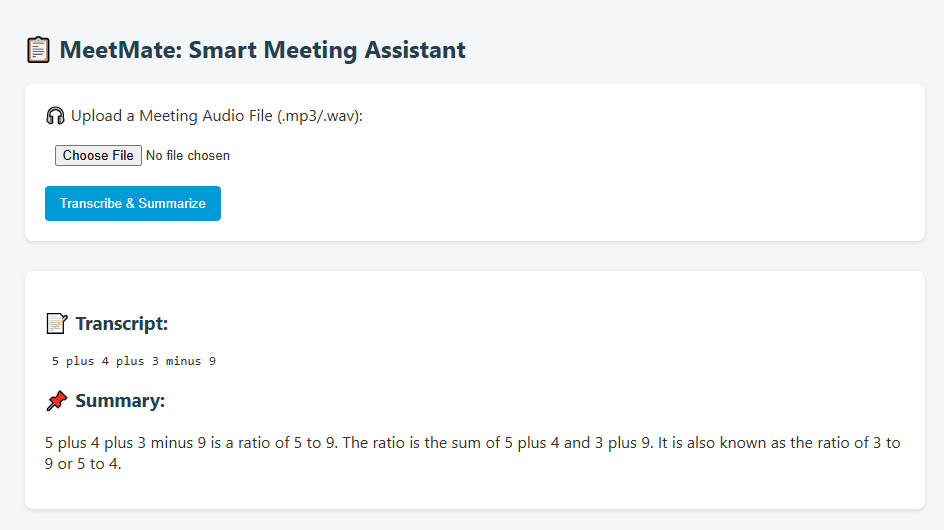 📋 MeetMate: Smart Meeting Assistant
🎧 Upload a Meeting Audio File (.mp3/.wav):
Choose File No file chosen
Transcribe & Summarize
📝 Transcript:
5 plus 4 plus 3 minus 9
📌 Summary:
5 plus 4 plus 3 minus 9 is a ratio of 5 to 9. The ratio is the sum of 5 plus 4 and 3 plus 9. It is also known as the ratio of 3 to
9 or 5 to 4.